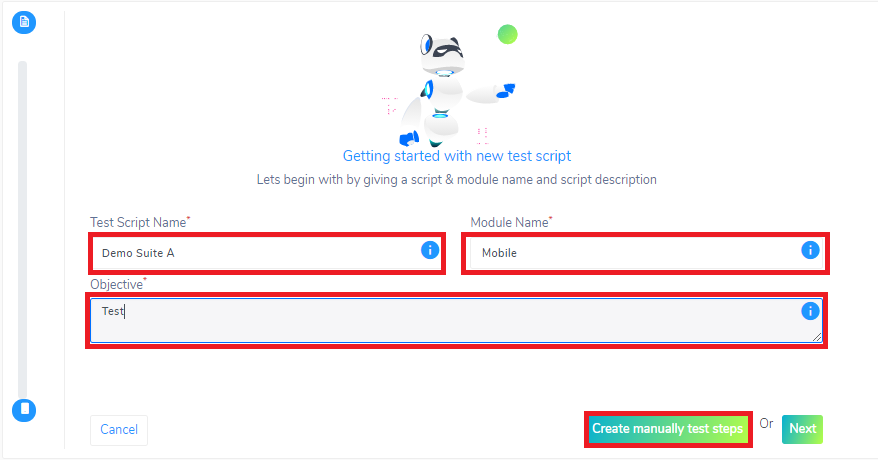 Getting started with new test script
Lets begin with by giving a script & module name and script description
Test Script Name* Module Name*
Demo Suite A Mobile
Objective*
Test
Cancel Create manually test steps Or Next